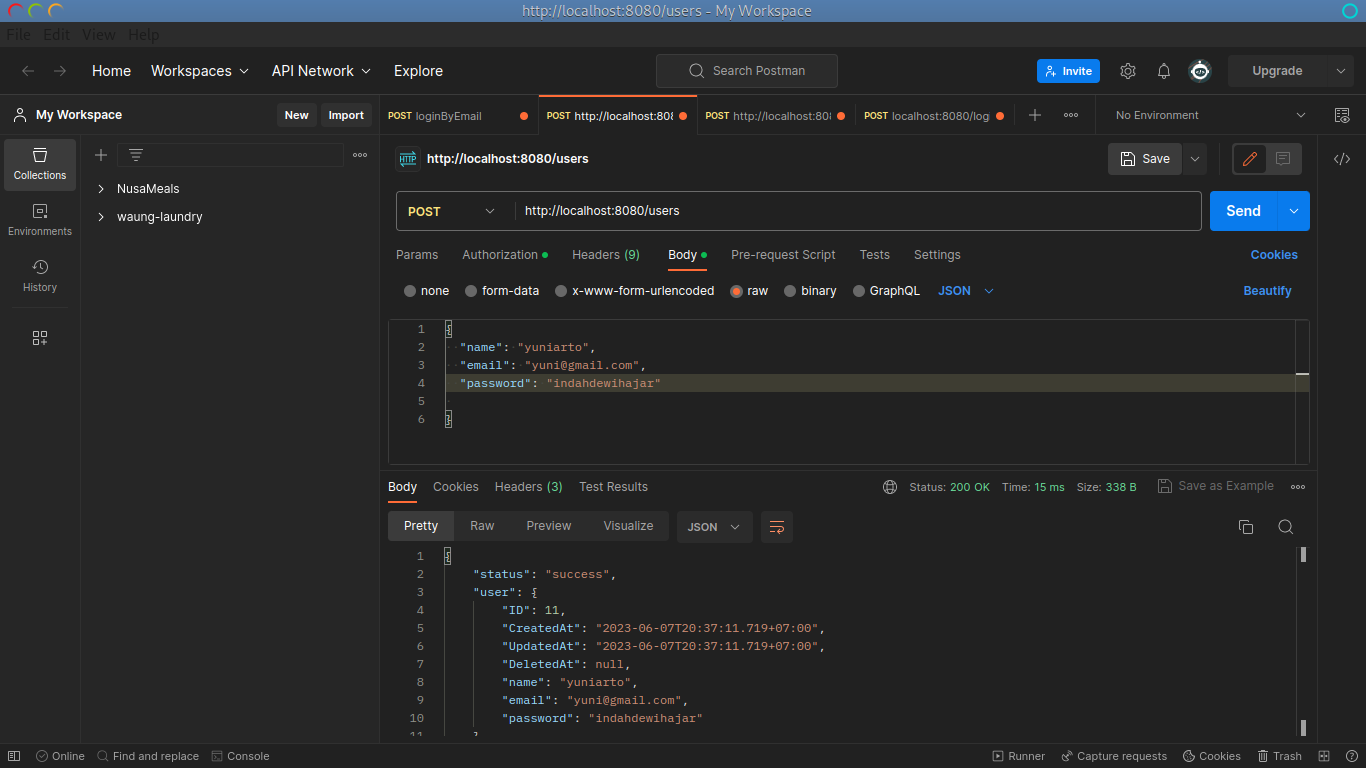 http://localhost:8080/users - My Workspace
File Edit View Help
Home Workspaces API Network Explore Search Postman Invite Upgrade
My Workspace New Import POST loginByEmail POST http://localhost:808 POST http://localhost:808 POST localhost:8080/logi No Environment
Collections
Environments
History
NusaMeals
waung-laundry
HTTP http://localhost:8080/users Save
POST http://localhost:8080/users Send
Params Authorization Headers (9) Body Pre-request Script Tests Settings Cookies
none form-data x-www-form-urlencoded raw binary GraphQL JSON Beautify
1 {
2 "name": "yuniarto",
3 "email": "yuni@gmail.com",
4 "password": "indahdewihajar"
5
6 }
Body Cookies Headers (3) Test Results Status: 200 OK Time: 15 ms Size: 338 B Save as Example
Pretty Raw Preview Visualize JSON
1 {
2 "status": "success",
3 "user": {
4 "ID": 11,
5 "CreatedAt": "2023-06-07T20:37:11.719+07:00",
6 "UpdatedAt": "2023-06-07T20:37:11.719+07:00",
7 "DeletedAt": null,
8 "name": "yuniarto",
9 "email": "yuni@gmail.com",
10 "password": "indahdewihajar"
11 }
Online Find and replace Console Runner Capture requests Cookies Trash